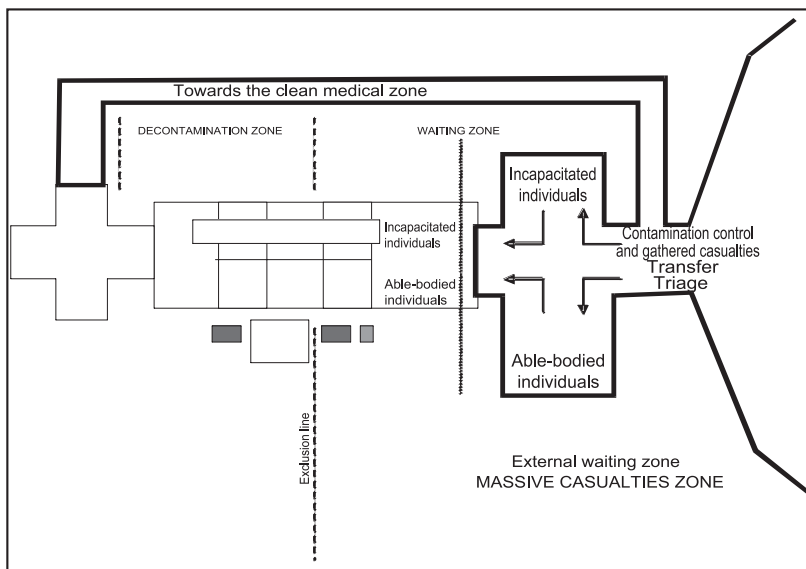 Towards the clean medical zone
DECONTAMINATION ZONE
WAITING ZONE
Incapacitated
individuals
Incapacitated
individuals
Able-bodied
individuals
Contamination control
and gathered casualties
Transfer
Triage
Able-bodied
individuals
Exclusion line
External waiting zone
MASSIVE CASUALTIES ZONE